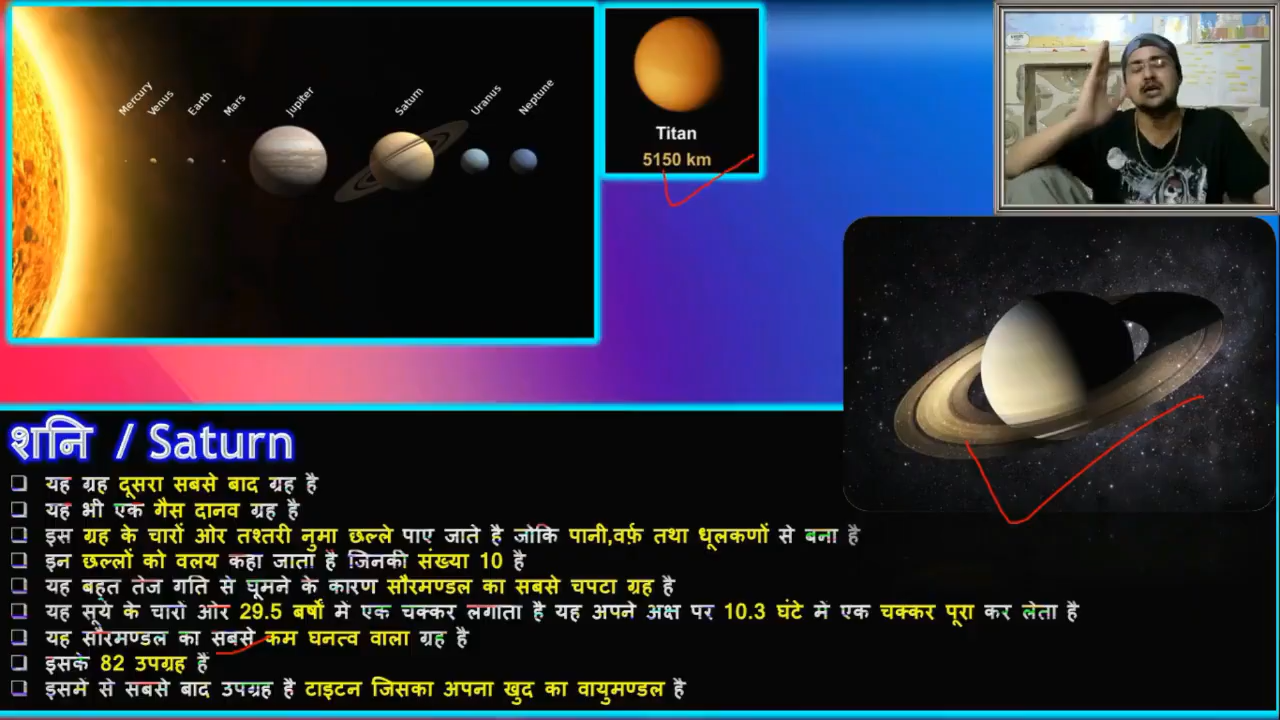 Mercury
Venus
Earth
Mars
Jupiter
Saturn
Uranus
Neptune
Titan
5150 km
शनि / Saturn
❑ यह ग्रह दूसरा सबसे बाद ग्रह है
❑ यह भी एक गैस दानव ग्रह है
❑ इस ग्रह के चारों ओर तश्तरी नुमा छल्ले पाए जाते है जोकि पानी,वर्फ़ तथा धूलकणों से बना है
❑ इन छल्लों को वलय कहा जाता है जिनकी संख्या 10 है
❑ यह बहुत तेज गति से घूमने के कारण सौरमण्डल का सबसे चपटा ग्रह है
❑ यह सूर्य के चारों ओर 29.5 बर्षो में एक चक्कर लगाता है यह अपने अक्ष पर 10.3 घंटे में एक चक्कर पूरा कर लेता है
❑ यह सौरमण्डल का सबसे कम घनत्व वाला ग्रह है
❑ इसके 82 उपग्रह है
❑ इसमें से सबसे बाद उपग्रह है टाइटन जिसका अपना खुद का वायुमण्डल है